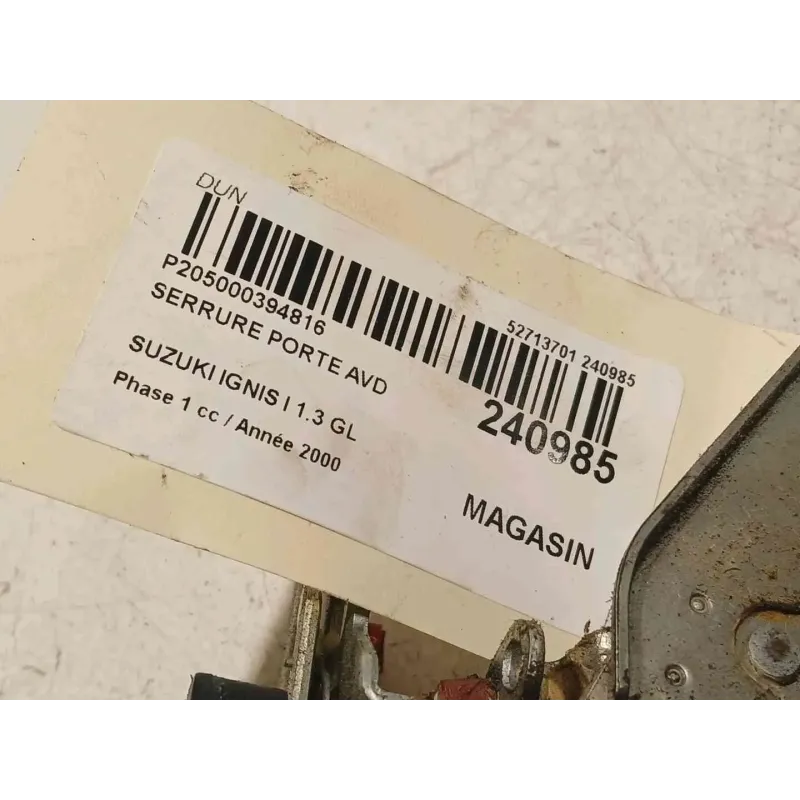 DUN
P205000394816
52713701 240985
SERRURE PORTE AVD
240985
SUZUKI IGNIS I 1.3 GL
Phase 1 cc / Année 2000
MAGASIN